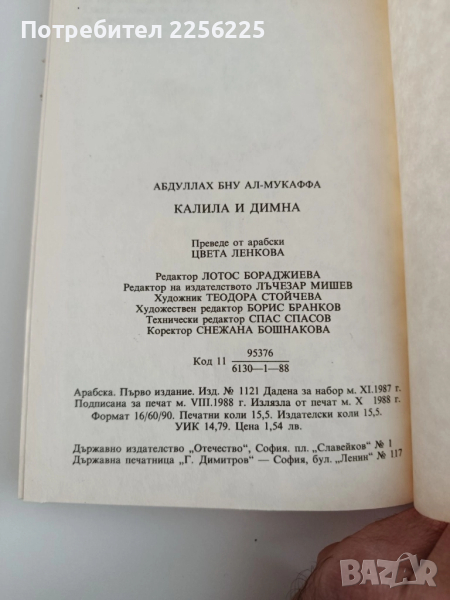 Потребител 2256225
АБДУЛЛАХ БНУ АЛ-МУКАФФА
КАЛИЛА И ДИМНА
Преведе от арабски
ЦВЕТА ЛЕНКОВА
Редактор ЛОТОС БОРАДЖИЕВА
Редактор на издателството ЛЪЧЕЗАР МИШЕВ
Художник ТЕОДОРА СТОЙЧЕВА
Художествен редактор БОРИС БРАНКОВ
Технически редактор СПАС СПАСОВ
Коректор СНЕЖАНА БОШНАКОВА
Код 11 95376
6130—1—88
Арабска. Първо издание. Изд. № 1121 Дадена за набор м. XI.1987 г.
Подписана за печат м. VIII.1988 г. Излязла от печат м. X 1988 г.
Формат 16/60/90. Печатни коли 15,5. Издателски коли 15,5.
УИК 14,79. Цена 1,54 лв.
Държавно издателство „Отечество", София. пл. „Славейков" № 1
Държавна печатница „Г. Димитров" — София, бул. „Ленин" № 117
BAZAR